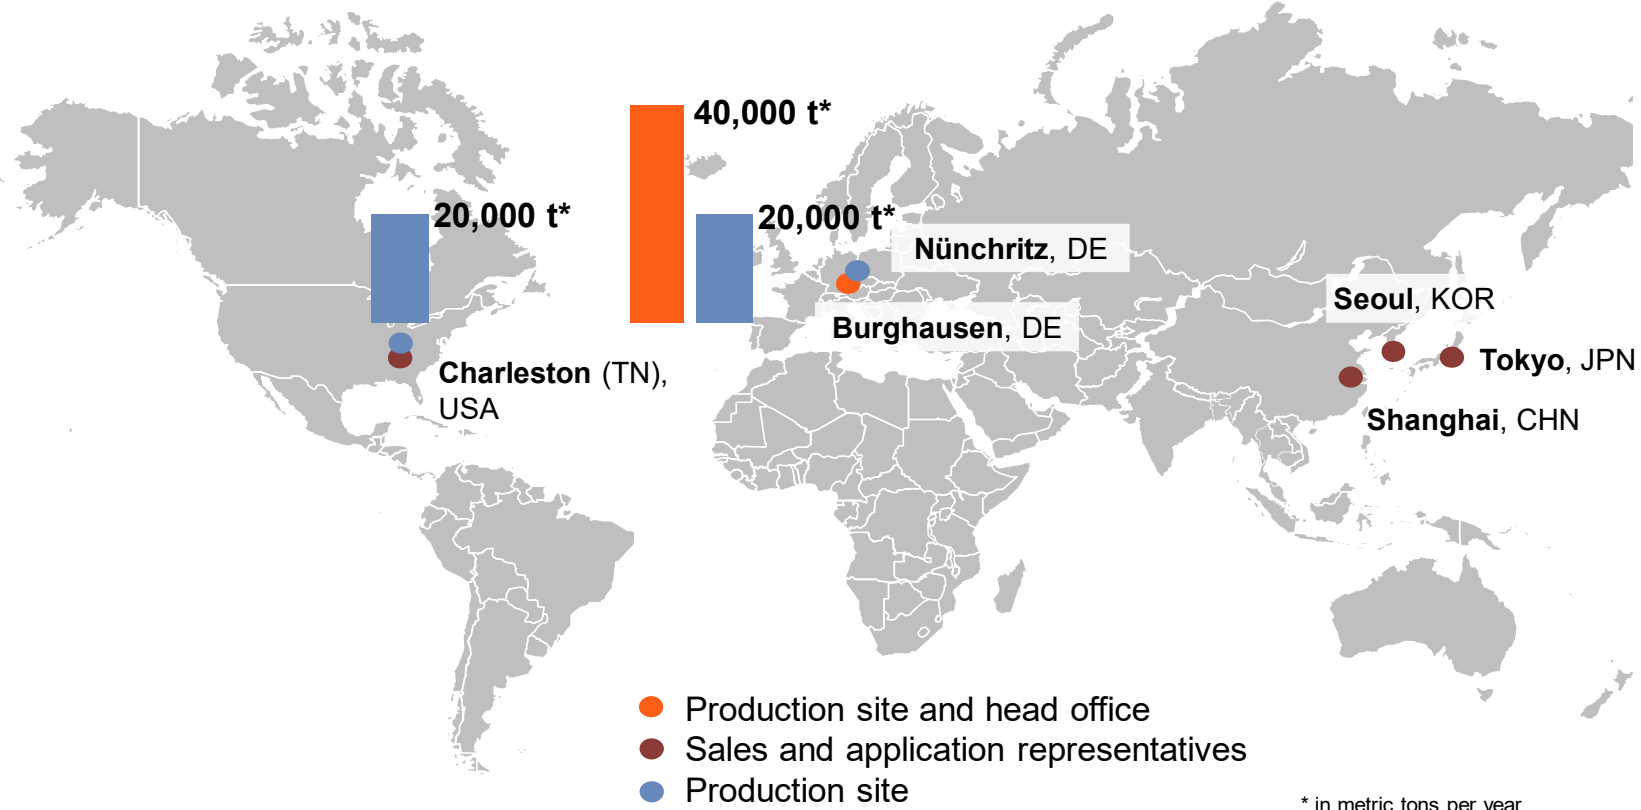 40,000 t*
20,000 t*
20,000 t*
Nünchritz, DE
Seoul, KOR
Burghausen, DE
Tokyo, JPN
Charleston (TN),
USA
Shanghai, CHN
Production site and head office
Sales and application representatives
Production site
* in metric tons per year